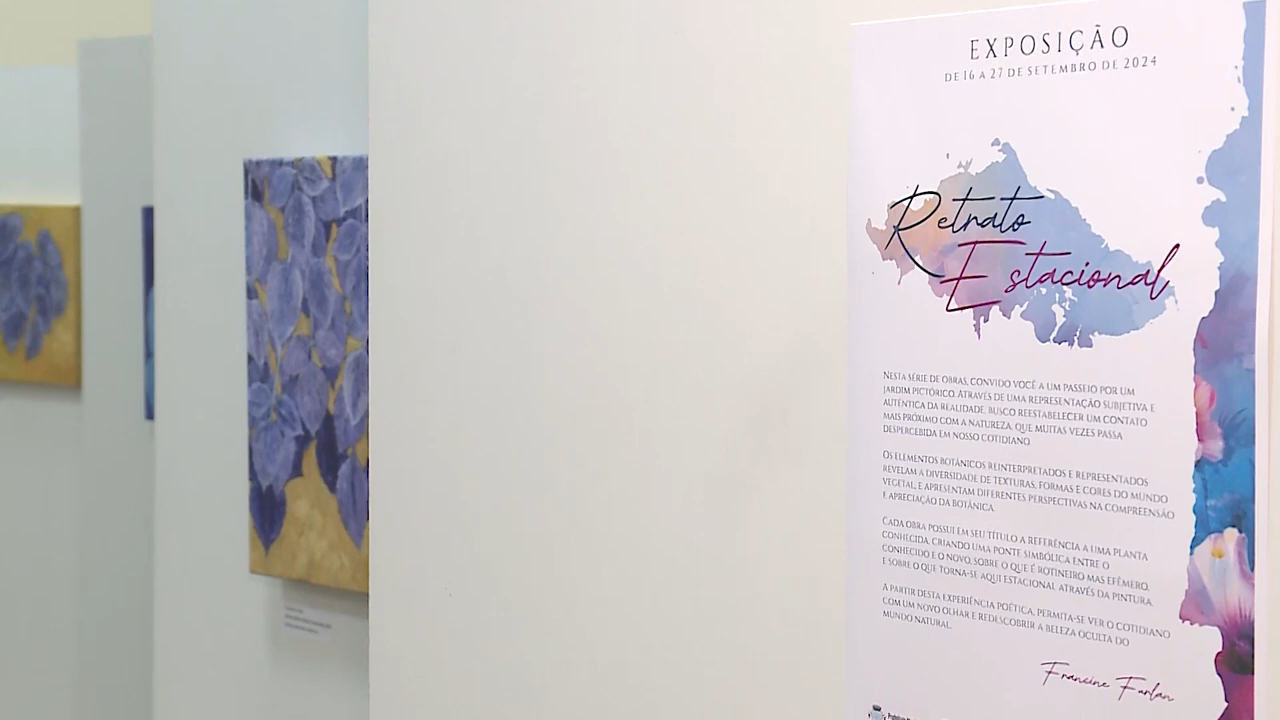 EXPOSIÇÃO
DE 16 A 27 DE SETEMBRO DE 2024
Retrato
Estacional
NESTA SÉRIE DE OBRAS, CONVIDO VOCÊ A UM PASSEIO POR UM
JARDIM PICTÓRICO. ATRAVÉS DE UMA REPRESENTAÇÃO SUBJETIVA E
AUTÊNTICA DA REALIDADE, BUSCO REESTABELECER UM CONTATO
MAIS PRÓXIMO COM A NATUREZA, QUE MUITAS VEZES PASSA
DESPERCEBIDA EM NOSSO COTIDIANO.
OS ELEMENTOS BOTÂNICOS REINTERPRETADOS E REPRESENTADOS
REVELAM A DIVERSIDADE DE TEXTURAS, FORMAS E CORES DO MUNDO
VEGETAL, E APRESENTAM DIFERENTES PERSPECTIVAS NA COMPREENSÃO
E APRECIAÇÃO DA BOTÂNICA.
CADA OBRA POSSUI EM SEU TÍTULO A REFERÊNCIA A UMA PLANTA
CONHECIDA, CRIANDO UMA PONTE SIMBÓLICA ENTRE O
CONHECIDO E O NOVO, SOBRE O QUE É ROTINEIRO MAS EFÊMERO,
E SOBRE O QUE TORNA-SE AQUI ESTACIONAL ATRAVÉS DA PINTURA.
A PARTIR DESTA EXPERIÊNCIA POÉTICA, PERMITA-SE VER O COTIDIANO
COM UM NOVO OLHAR E REDESCOBRIR A BELEZA OCULTA DO
MUNDO NATURAL.
Francine Furlan